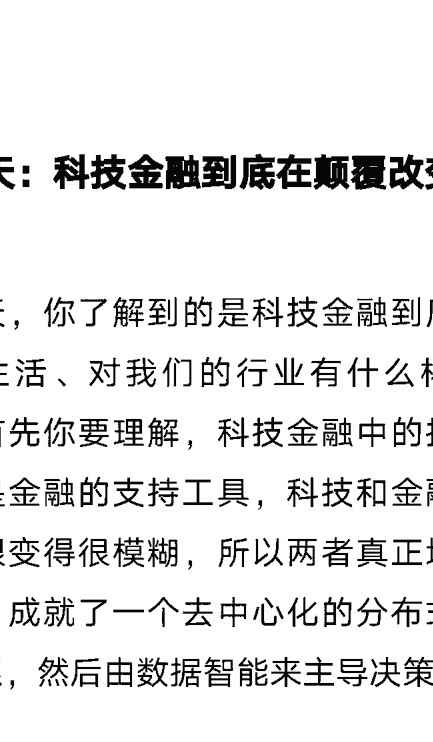 天：科技金融到底在颠覆改变
天，你了解到的是科技金融到
生活、对我们的行业有什么
首先你要理解，科技金融中的
是金融的支持工具，科技和金融
很变得很模糊，所以两者真正
，成就了一个去中心化的分布
，然后由数据智能来主导决策